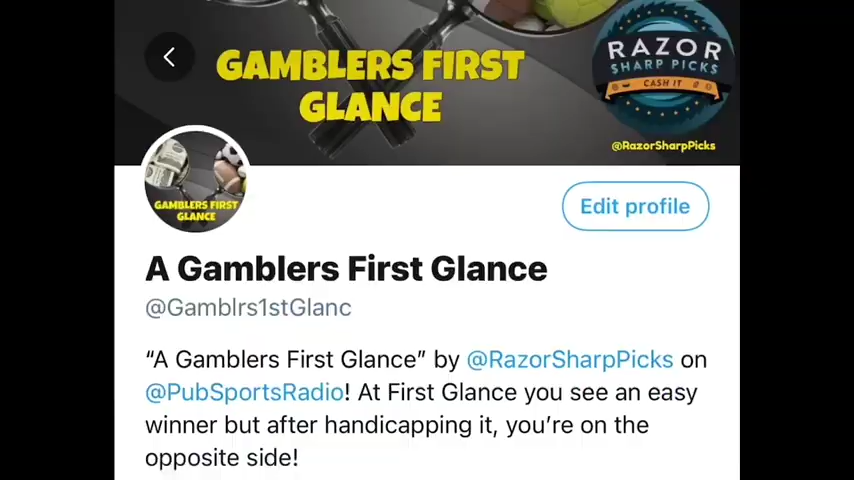 GAMBLERS FIRST
GLANCE
RAZOR
SHARP PICKS
CASH IT
@RazorSharpPicks
GAMBLERS FIRST
GLANCE
Edit profile
A Gamblers First Glance
@Gamblrs1stGlanc
“A Gamblers First Glance” by @RazorSharpPicks on
@PubSportsRadio! At First Glance you see an easy
winner but after handicapping it, you’re on the
opposite side!